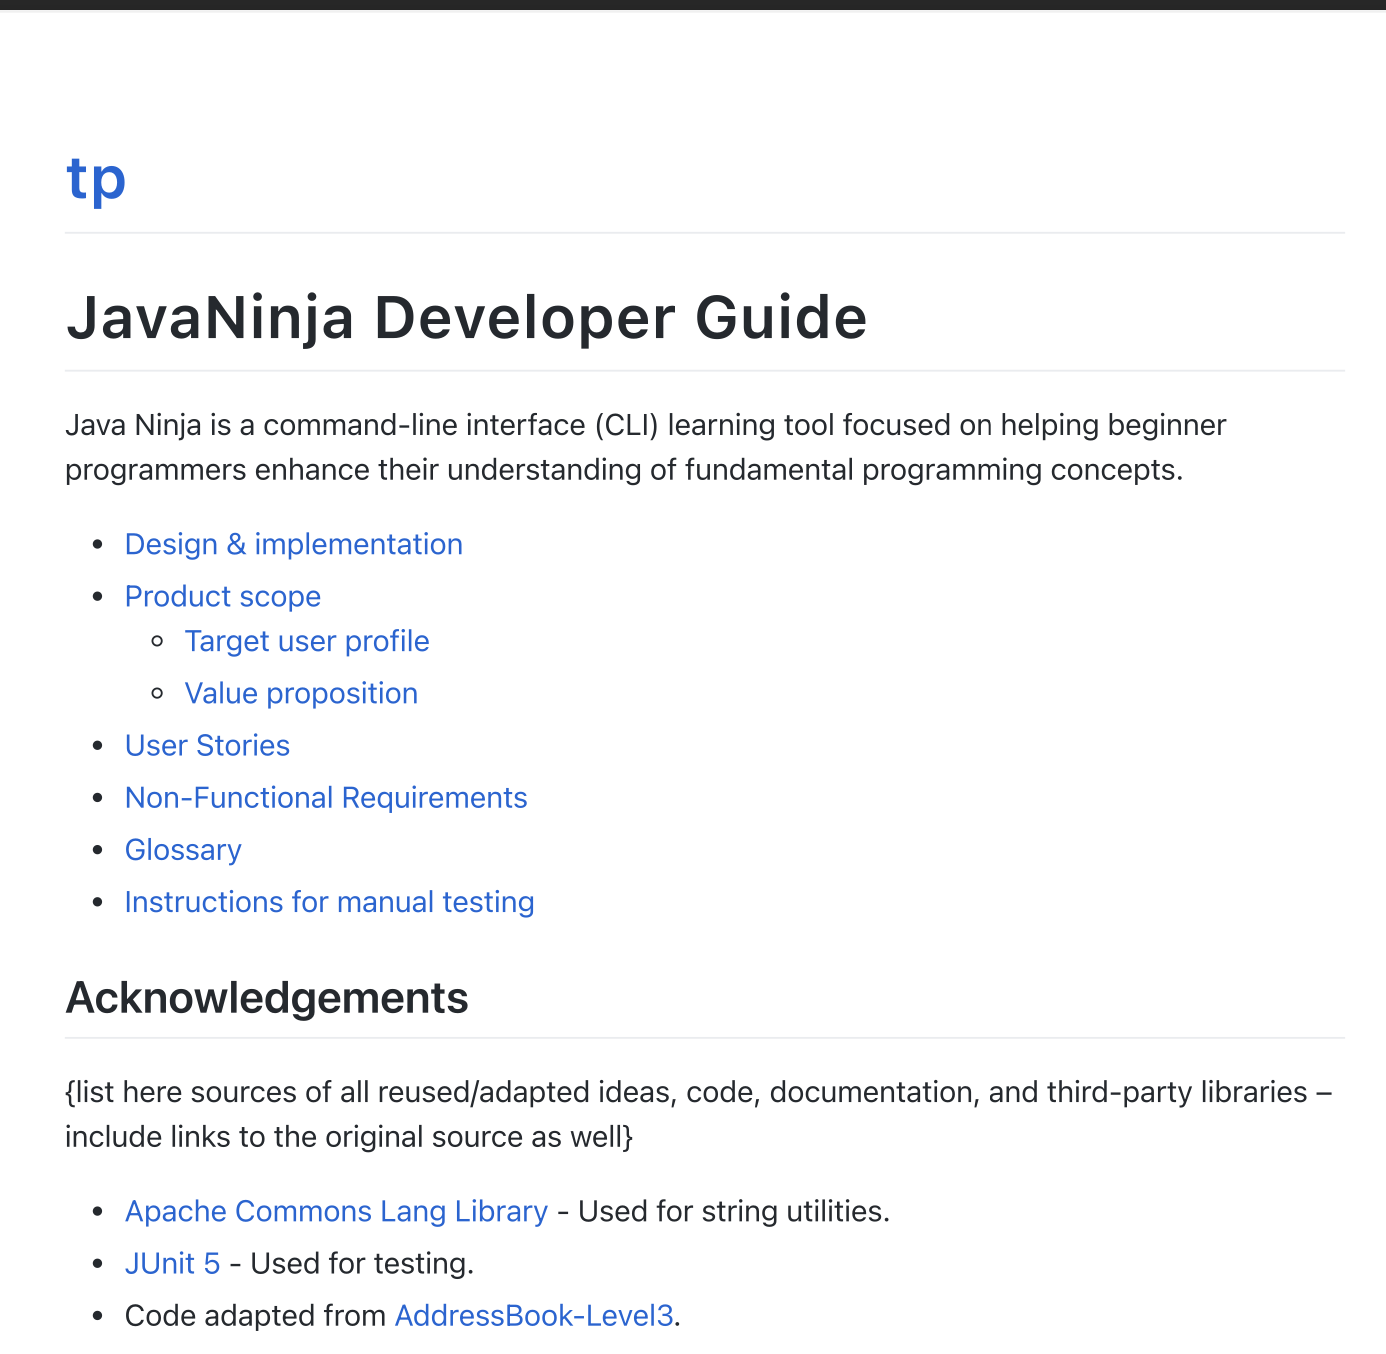 tp
JavaNinja Developer Guide
Java Ninja is a command-line interface (CLI) learning tool focused on helping beginner
programmers enhance their understanding of fundamental programming concepts.
Design & implementation
Product scope
Target user profile
Value proposition
User Stories
Non-Functional Requirements
Glossary
Instructions for manual testing
Acknowledgements
{list here sources of all reused/adapted ideas, code, documentation, and third-party libraries –
include links to the original source as well}
Apache Commons Lang Library - Used for string utilities.
JUnit 5 - Used for testing.
Code adapted from AddressBook-Level3.